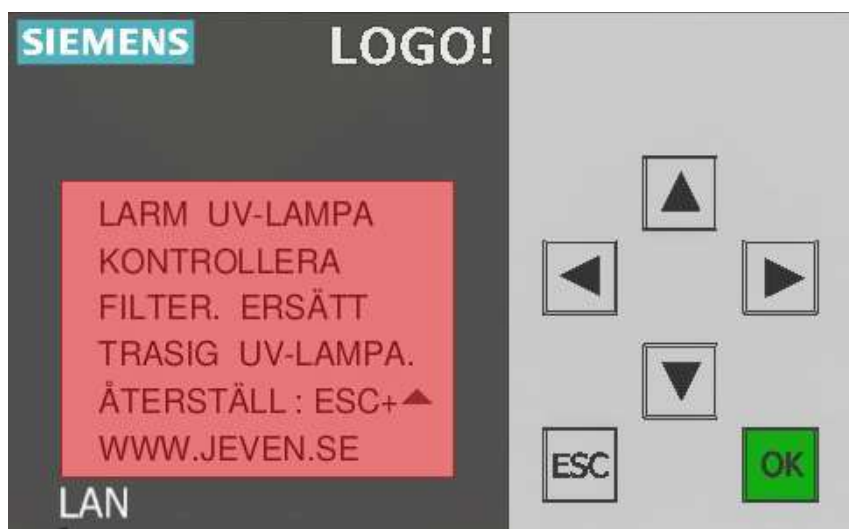 SIEMENS
LOGO!
LARM UV-LAMPA
KONTROLLERA
FILTER. ERSÄTT
TRASIG UV-LAMPA.
ÅTERSTÄLL : ESC+▲
WWW.JEVEN.SE
ESC
OK
LAN